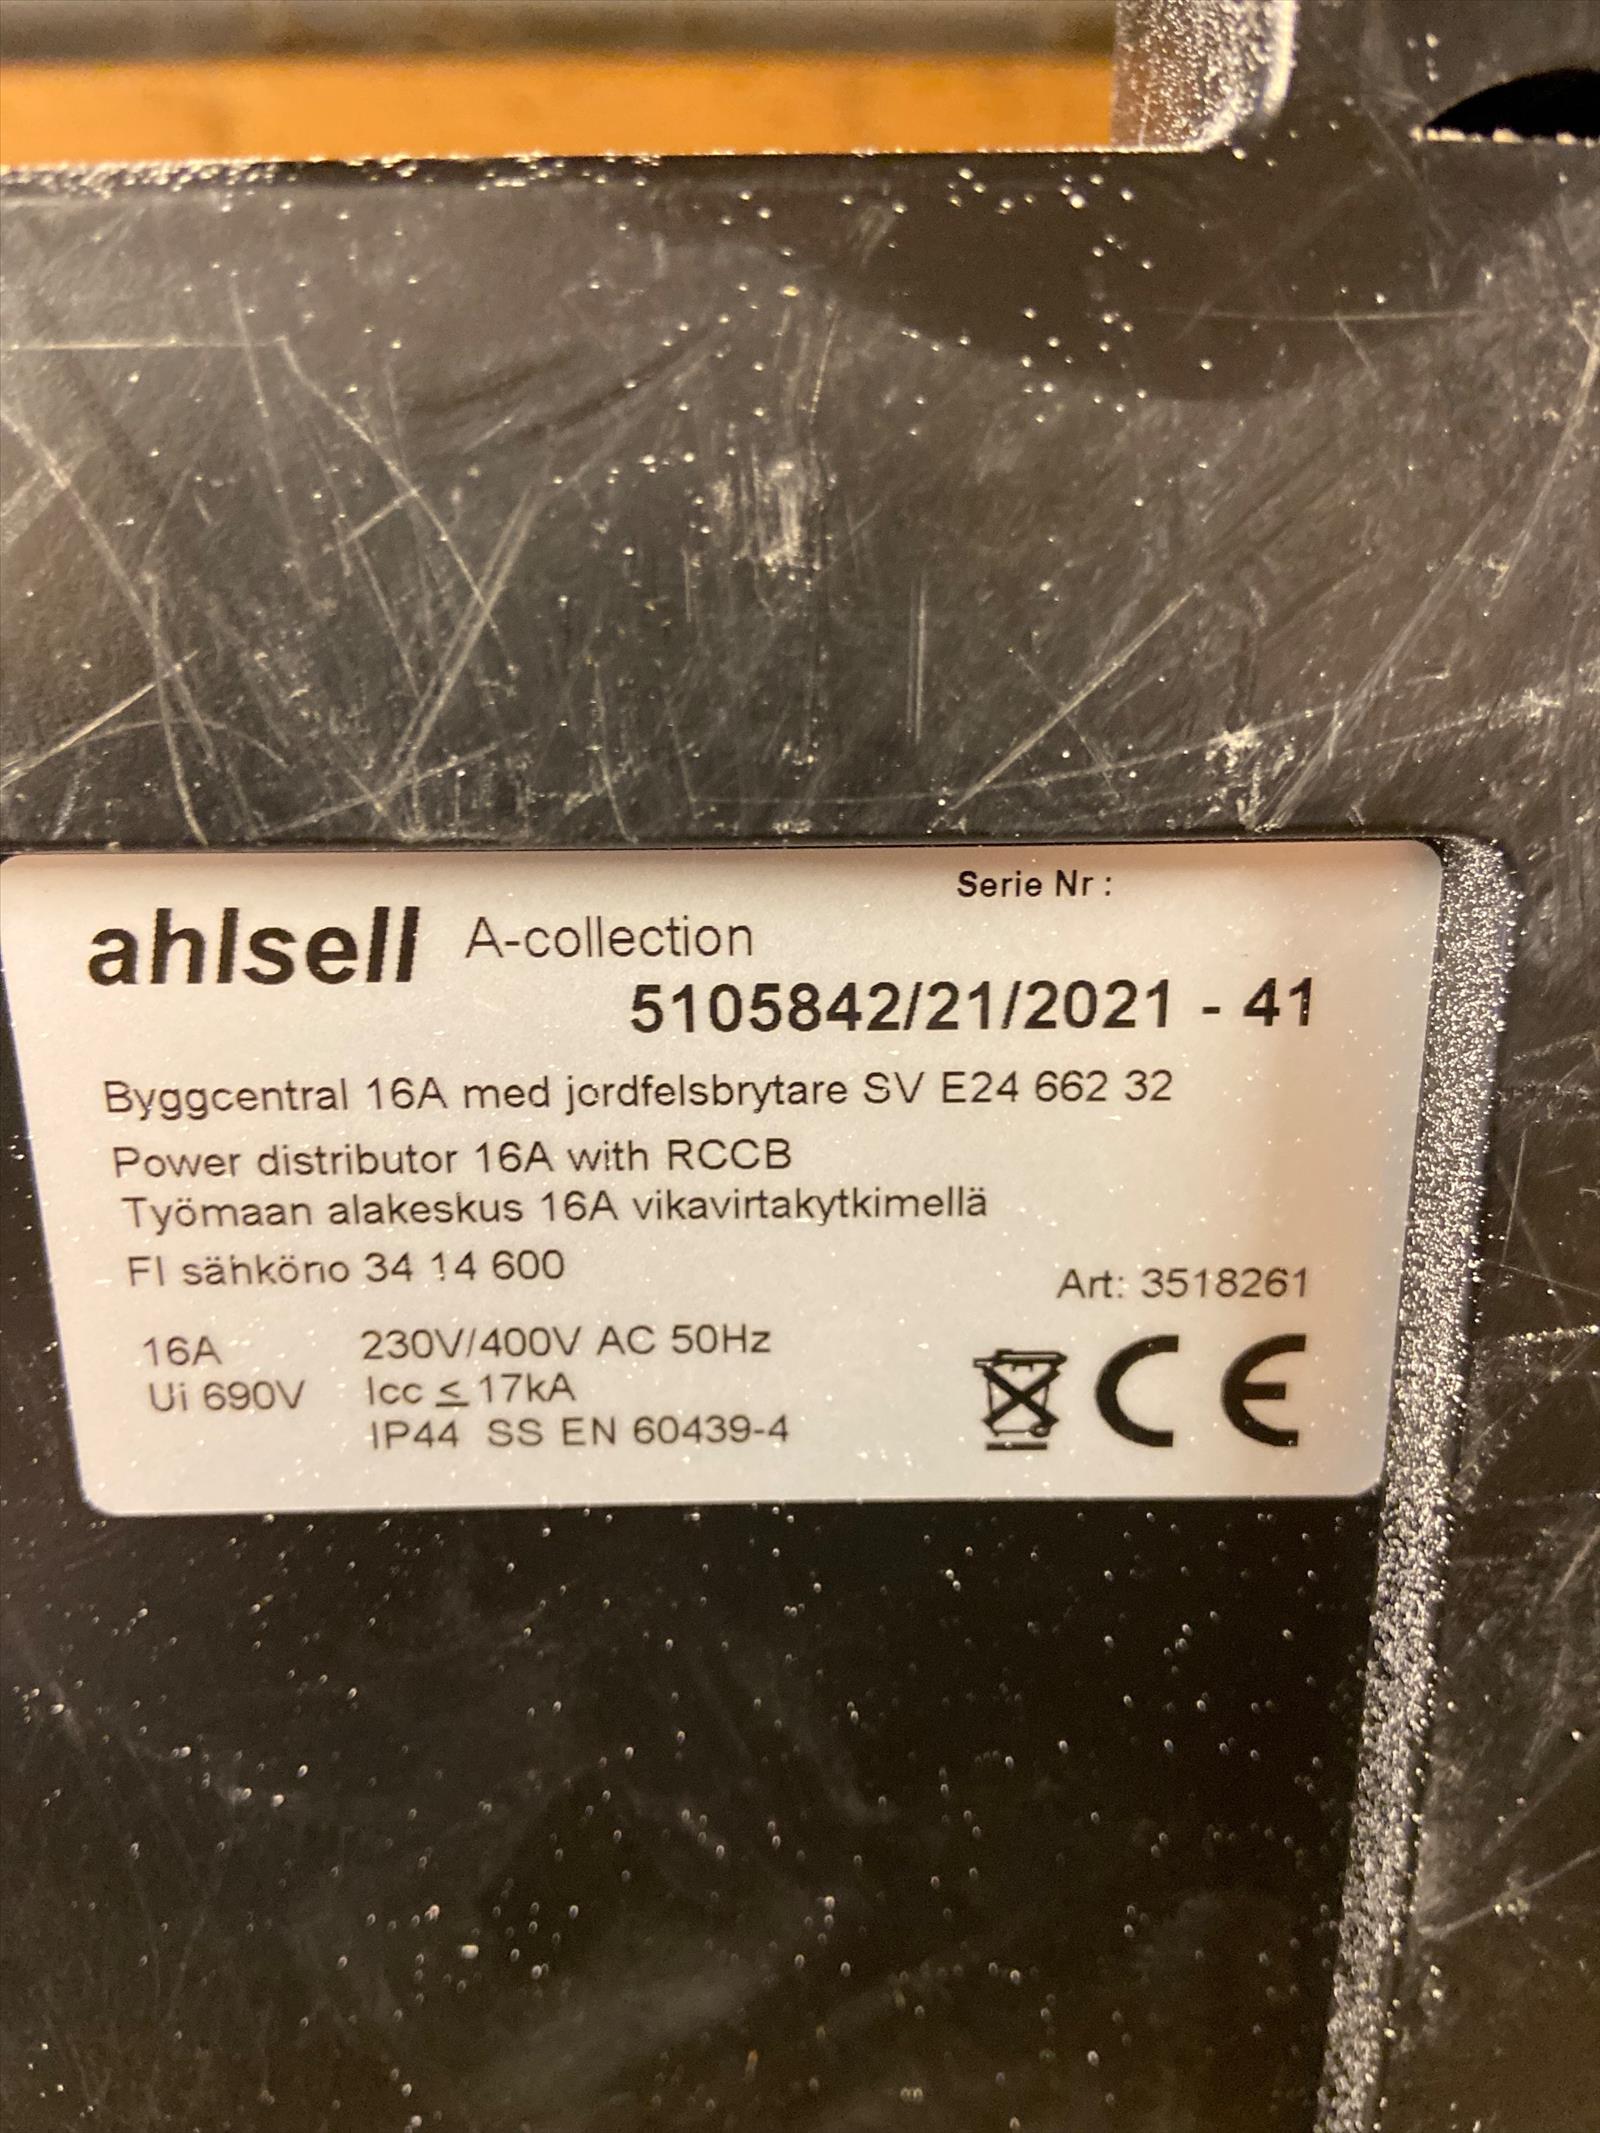 Serie Nr :
ahlsell A-collection
5105842/21/2021 - 41
Byggcentral 16A med jordfelsbrytare SV E24 662 32
Power distributor 16A with RCCB
Työmaan alakeskus 16A vikavirtakytkimellä
FI sähköno 34 14 600
Art: 3518261
16A 230V/400V AC 50Hz
Ui 690V Icc ≤ 17kA
IP44 SS EN 60439-4
CE